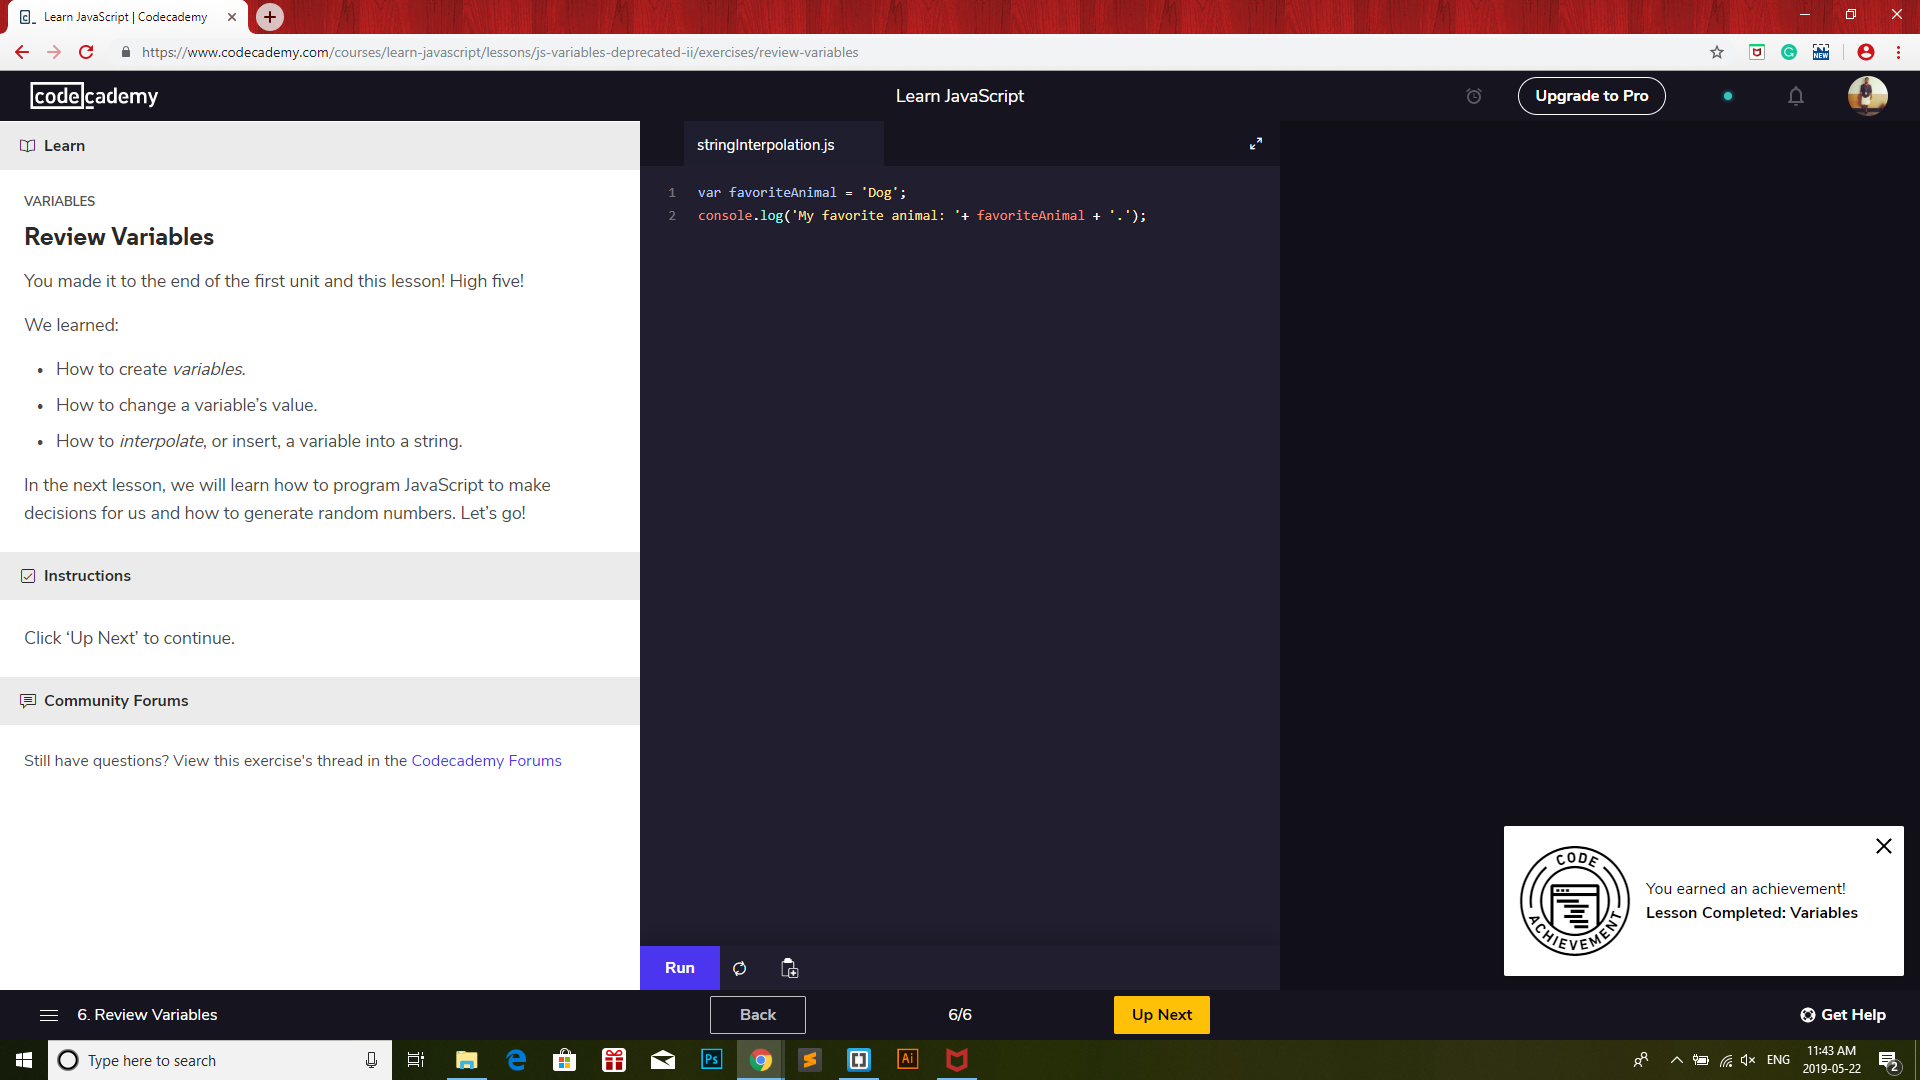 Learn JavaScript | Codecademy
https://www.codecademy.com/courses/learn-javascript/lessons/js-variables-deprecated-ii/exercises/review-variables
NEW
codecademy
Learn JavaScript
Upgrade to Pro
Learn
stringInterpolation.js
VARIABLES
Review Variables
You made it to the end of the first unit and this lesson! High five!
We learned:
• How to create variables.
• How to change a variable’s value.
• How to interpolate, or insert, a variable into a string.
In the next lesson, we will learn how to program JavaScript to make
decisions for us and how to generate random numbers. Let’s go!
Instructions
Click ‘Up Next’ to continue.
Community Forums
Still have questions? View this exercise's thread in the Codecademy Forums
1 var favoriteAnimal = 'Dog';
2 console.log('My favorite animal: '+ favoriteAnimal + '.');
CODE ACHIEVEMENT
You earned an achievement!
Lesson Completed: Variables
Run
6. Review Variables
Back
6/6
Up Next
Get Help
Type here to search
Ps
Ai
ENG
11:43 AM
2019-05-22
2